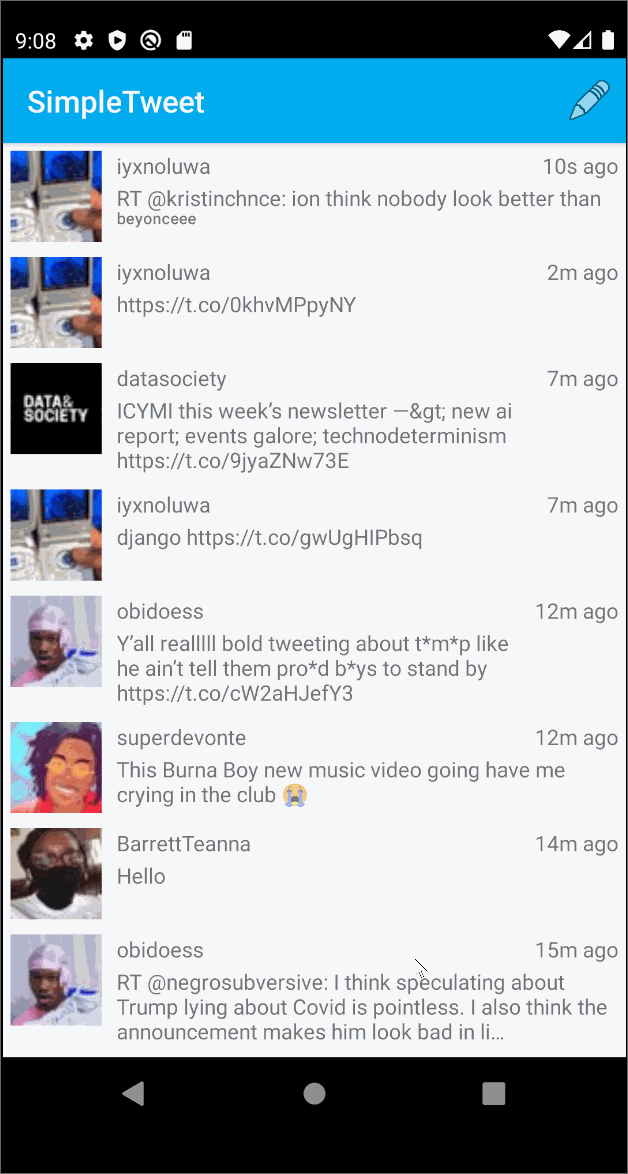 9:08
SimpleTweet
iyxnoluwa 10s ago
RT @kristinchnce: ion think nobody look better than
beyonceee
iyxnoluwa 2m ago
https://t.co/0khvMPpyNY
datasociety 7m ago
DATA&
SOCIETY
ICYMI this week’s newsletter —&gt; new ai
report; events galore; technodeterminism
https://t.co/9jyaZNw73E
iyxnoluwa 7m ago
django https://t.co/gwUgHIPbsq
obidoess 12m ago
Y’all realllll bold tweeting about t*m*p like
he ain’t tell them pro*d b*ys to stand by
https://t.co/cW2aHJefY3
superdevonte 12m ago
This Burna Boy new music video going have me
crying in the club 😭
BarrettTeanna 14m ago
Hello
obidoess 15m ago
RT @negrosubversive: I think speculating about
Trump lying about Covid is pointless. I also think the
announcement makes him look bad in li…